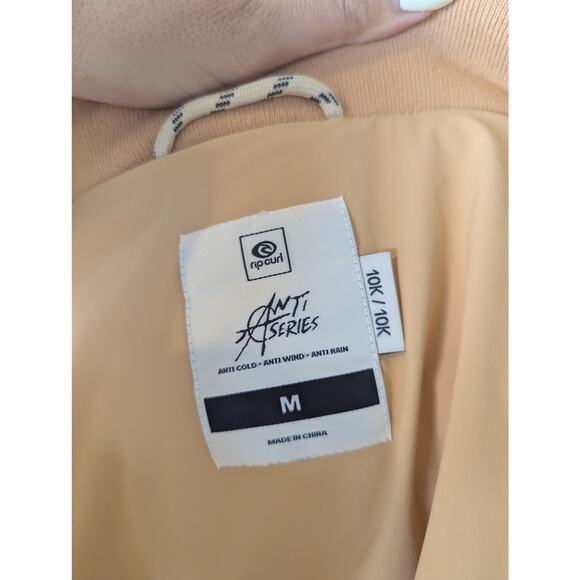 rip curl
ANTI
SERIES
ANTI COLD • ANTI WIND • ANTI RAIN
M
MADE IN CHINA
10K / 10K